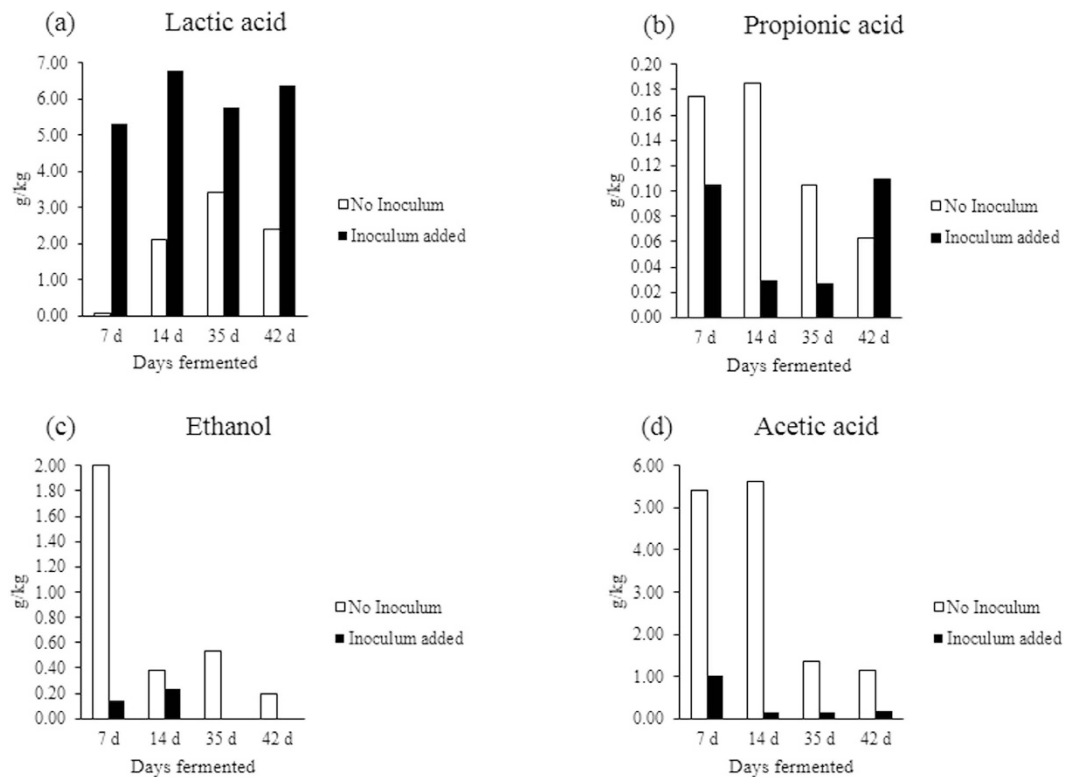 (a) Lactic acid
7.00
6.00
5.00
4.00
3.00
2.00
1.00
0.00
g/kg
7 d 14 d 35 d 42 d
Days fermented
No Inoculum
Inoculum added
(b) Propionic acid
0.20
0.18
0.16
0.14
0.12
0.10
0.08
0.06
0.04
0.02
0.00
g/kg
7 d 14 d 35 d 42 d
Days fermented
No Inoculum
Inoculum added
(c) Ethanol
2.00
1.80
1.60
1.40
1.20
1.00
0.80
0.60
0.40
0.20
0.00
g/kg
7 d 14 d 35 d 42 d
Days fermented
No Inoculum
Inoculum added
(d) Acetic acid
6.00
5.00
4.00
3.00
2.00
1.00
0.00
g/kg
7 d 14 d 35 d 42 d
Days fermented
No Inoculum
Inoculum added